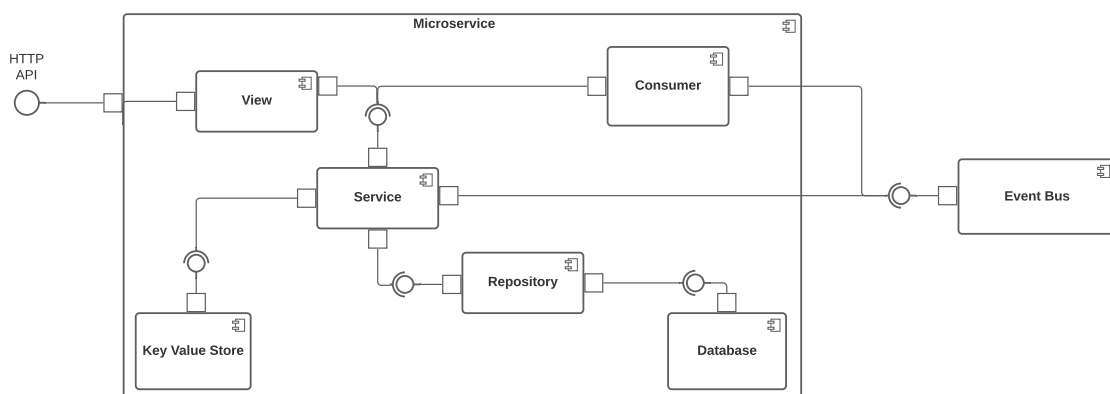 Microservice
HTTP
API
View
Consumer
Service
Event Bus
Repository
Key Value Store
Database